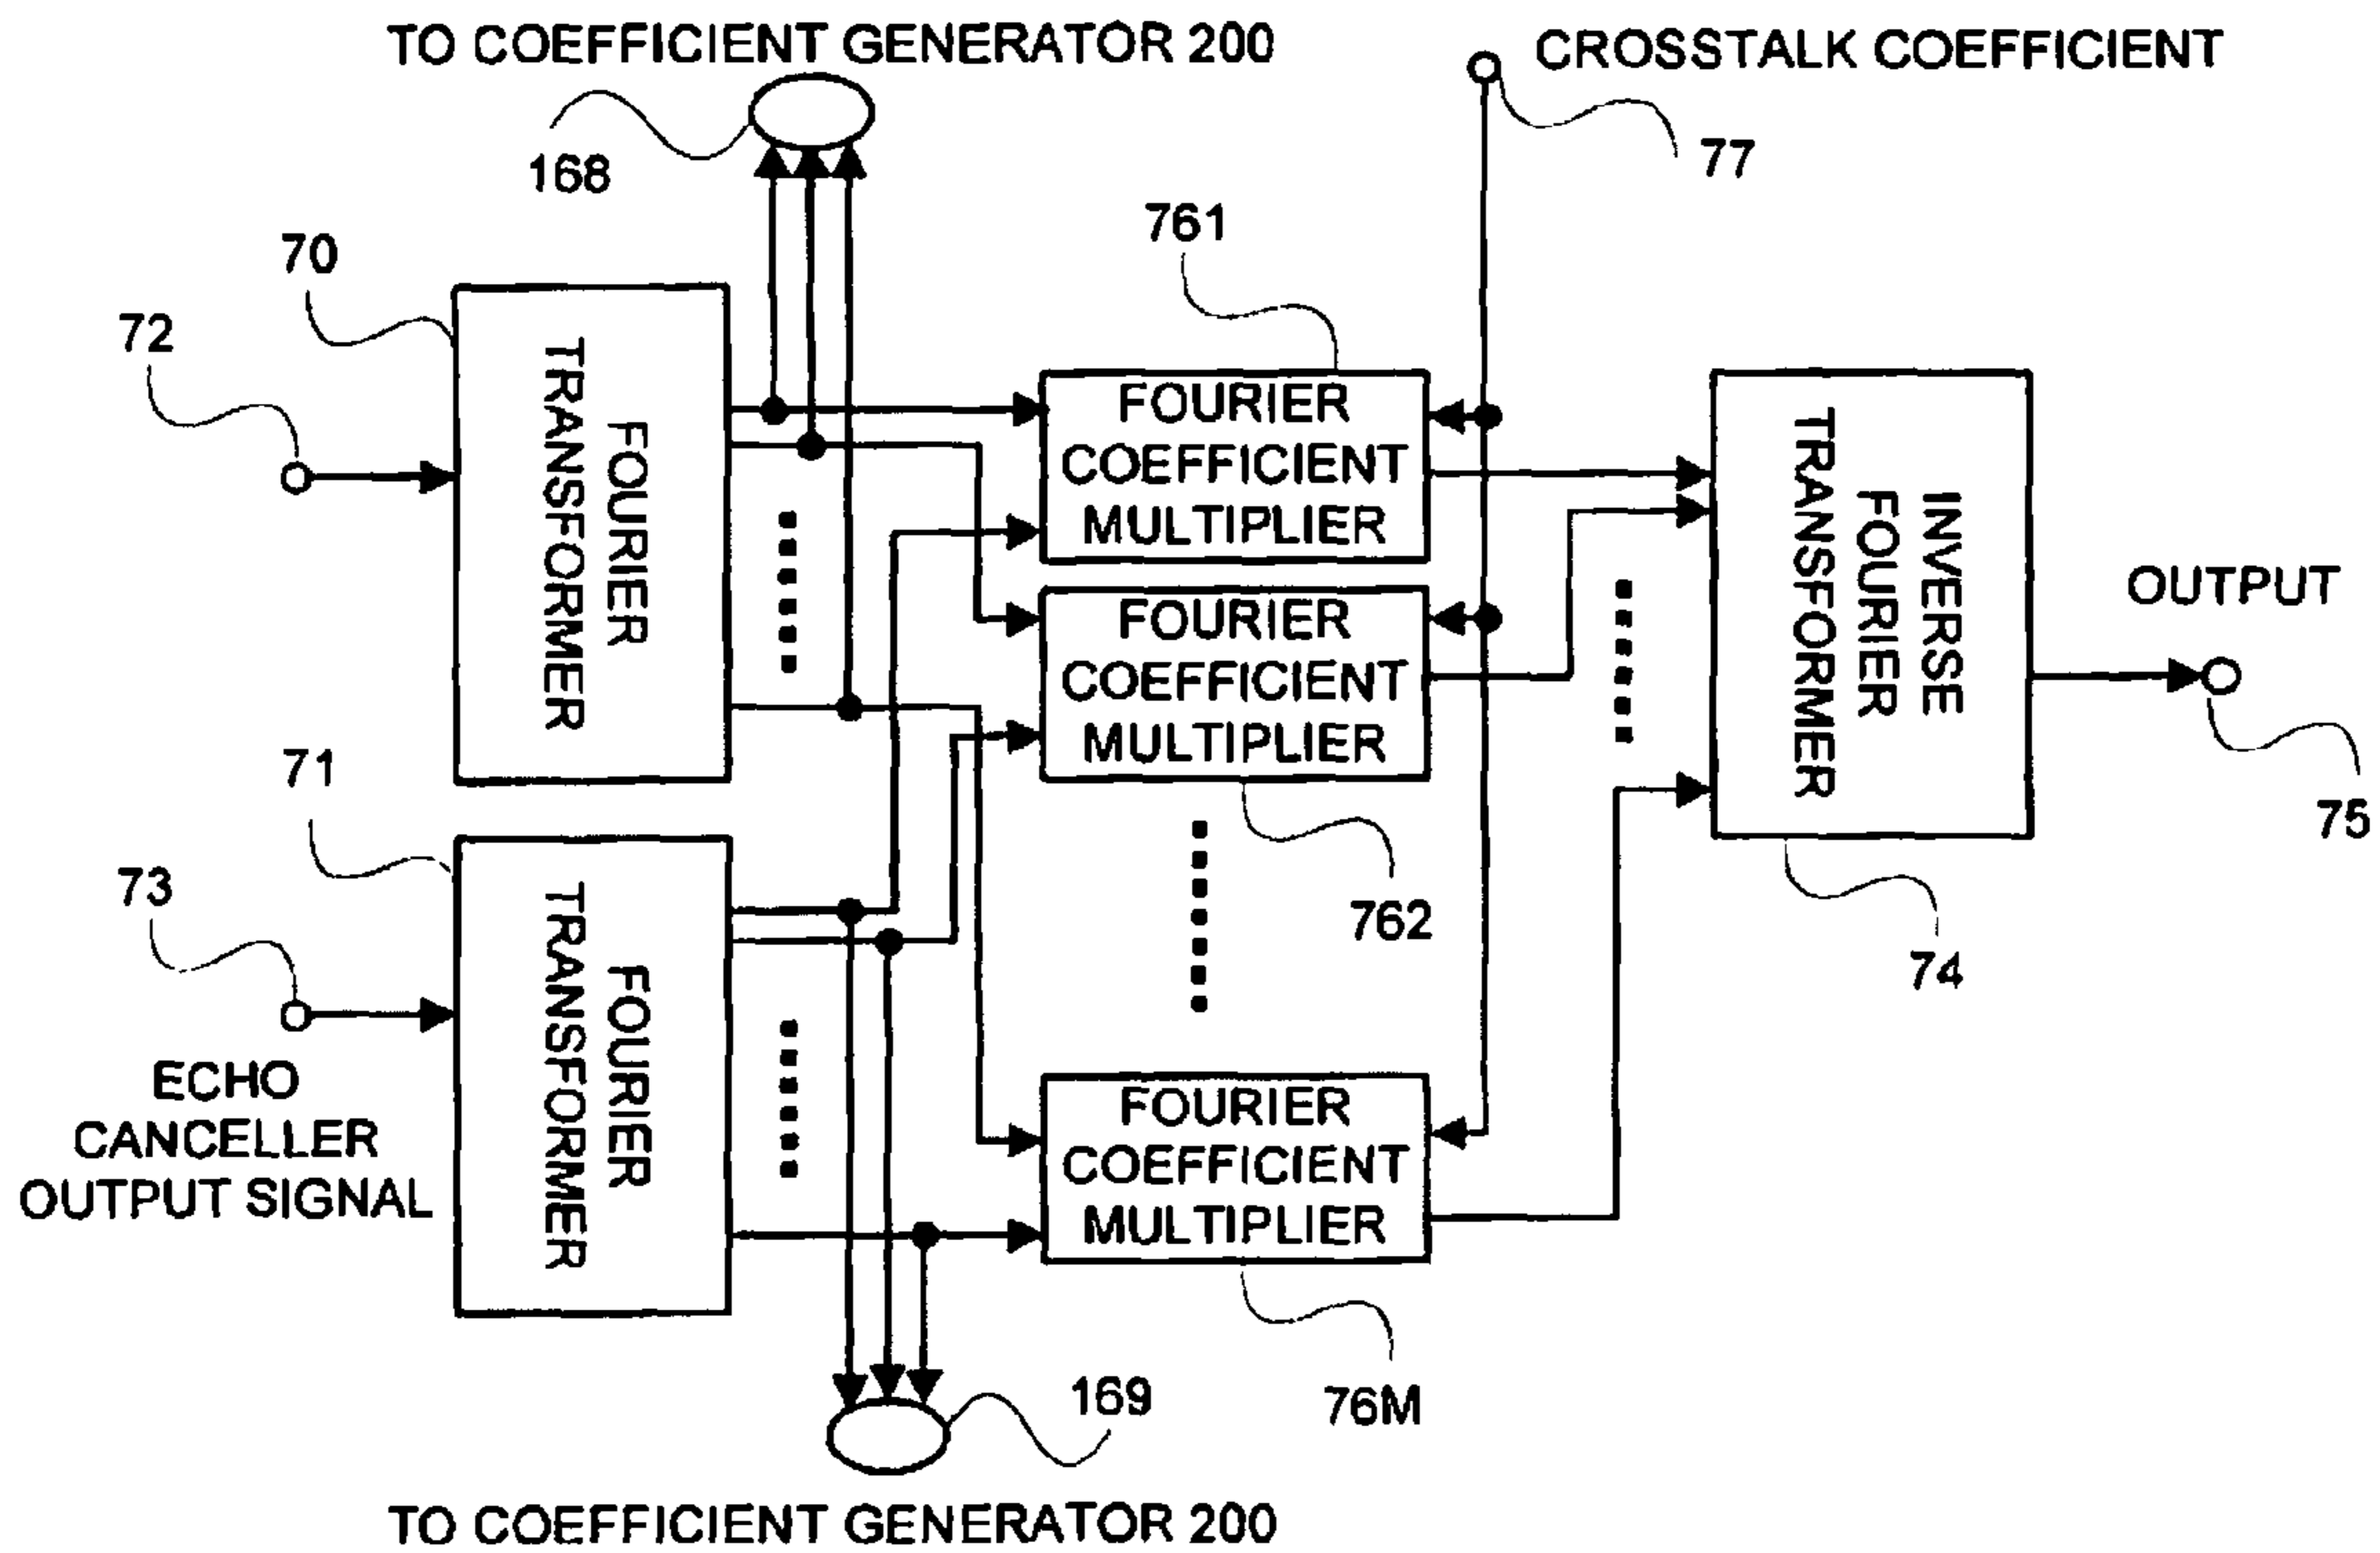 TO COEFFICIENT GENERATOR 200
CROSSTALK COEFFICIENT
168
77
761
70
72
FOURIER
TRANSFORMER
FOURIER
COEFFICIENT
MULTIPLIER
INVERSE
FOURIER
TRANSFORMER
FOURIER
COEFFICIENT
MULTIPLIER
OUTPUT
75
71
73
762
74
ECHO
CANCELLER
OUTPUT SIGNAL
FOURIER
TRANSFORMER
FOURIER
COEFFICIENT
MULTIPLIER
169
76M
TO COEFFICIENT GENERATOR 200